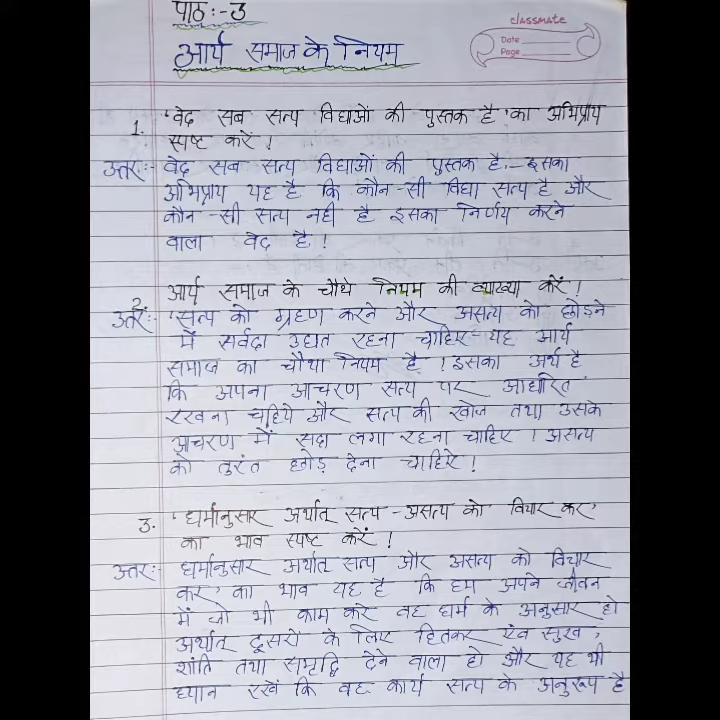 पाठ:-3
classmate
Date
Page
आर्य समाज के नियम
1. 'वेद सब सत्य विद्याओं की पुस्तक है' का अभिप्राय
स्पष्ट करें।
उत्तर:- वेद सब सत्य विद्याओं की पुस्तक है - इसका
अभिप्राय यह है कि कौन-सी विद्या सत्य है और
कौन-सी सत्य नही है इसका निर्णय करने
वाला वेद है!
2. आर्य समाज के चौथे नियम की व्याख्या करें!
उतर:- 'सत्य को ग्रहण करने और असत्य को छोड़ने
में सर्वदा उद्यत रहना चाहिए' यह आर्य
समाज का चौथा नियम है। इसका अर्थ है
कि अपना आचरण सत्य पर आधारित
रखना चहिये और सत्य की खोज तथा उसके
आचरण में सदा लगा रहना चाहिए। असत्य
को तुरंत छोड़ देना चाहिऐ!
3. 'धर्मानुसार अर्थात् सत्य-असत्य को विचार कर'
का भाव स्पष्ट करें!
उत्तर:- धर्मानुसार अर्थात् सत्य और असत्य को विचार
कर' का भाव यह है कि हम अपने जीवन
में जो भी काम करे वह धर्म के अनुसार हो
अर्थात् दूसरों के लिए हितकर एंव सुख,
शांति तथा समृद्धि देने वाला हो और यह भी
ध्यान रखें कि वह कार्य सत्य के अनुरूप है